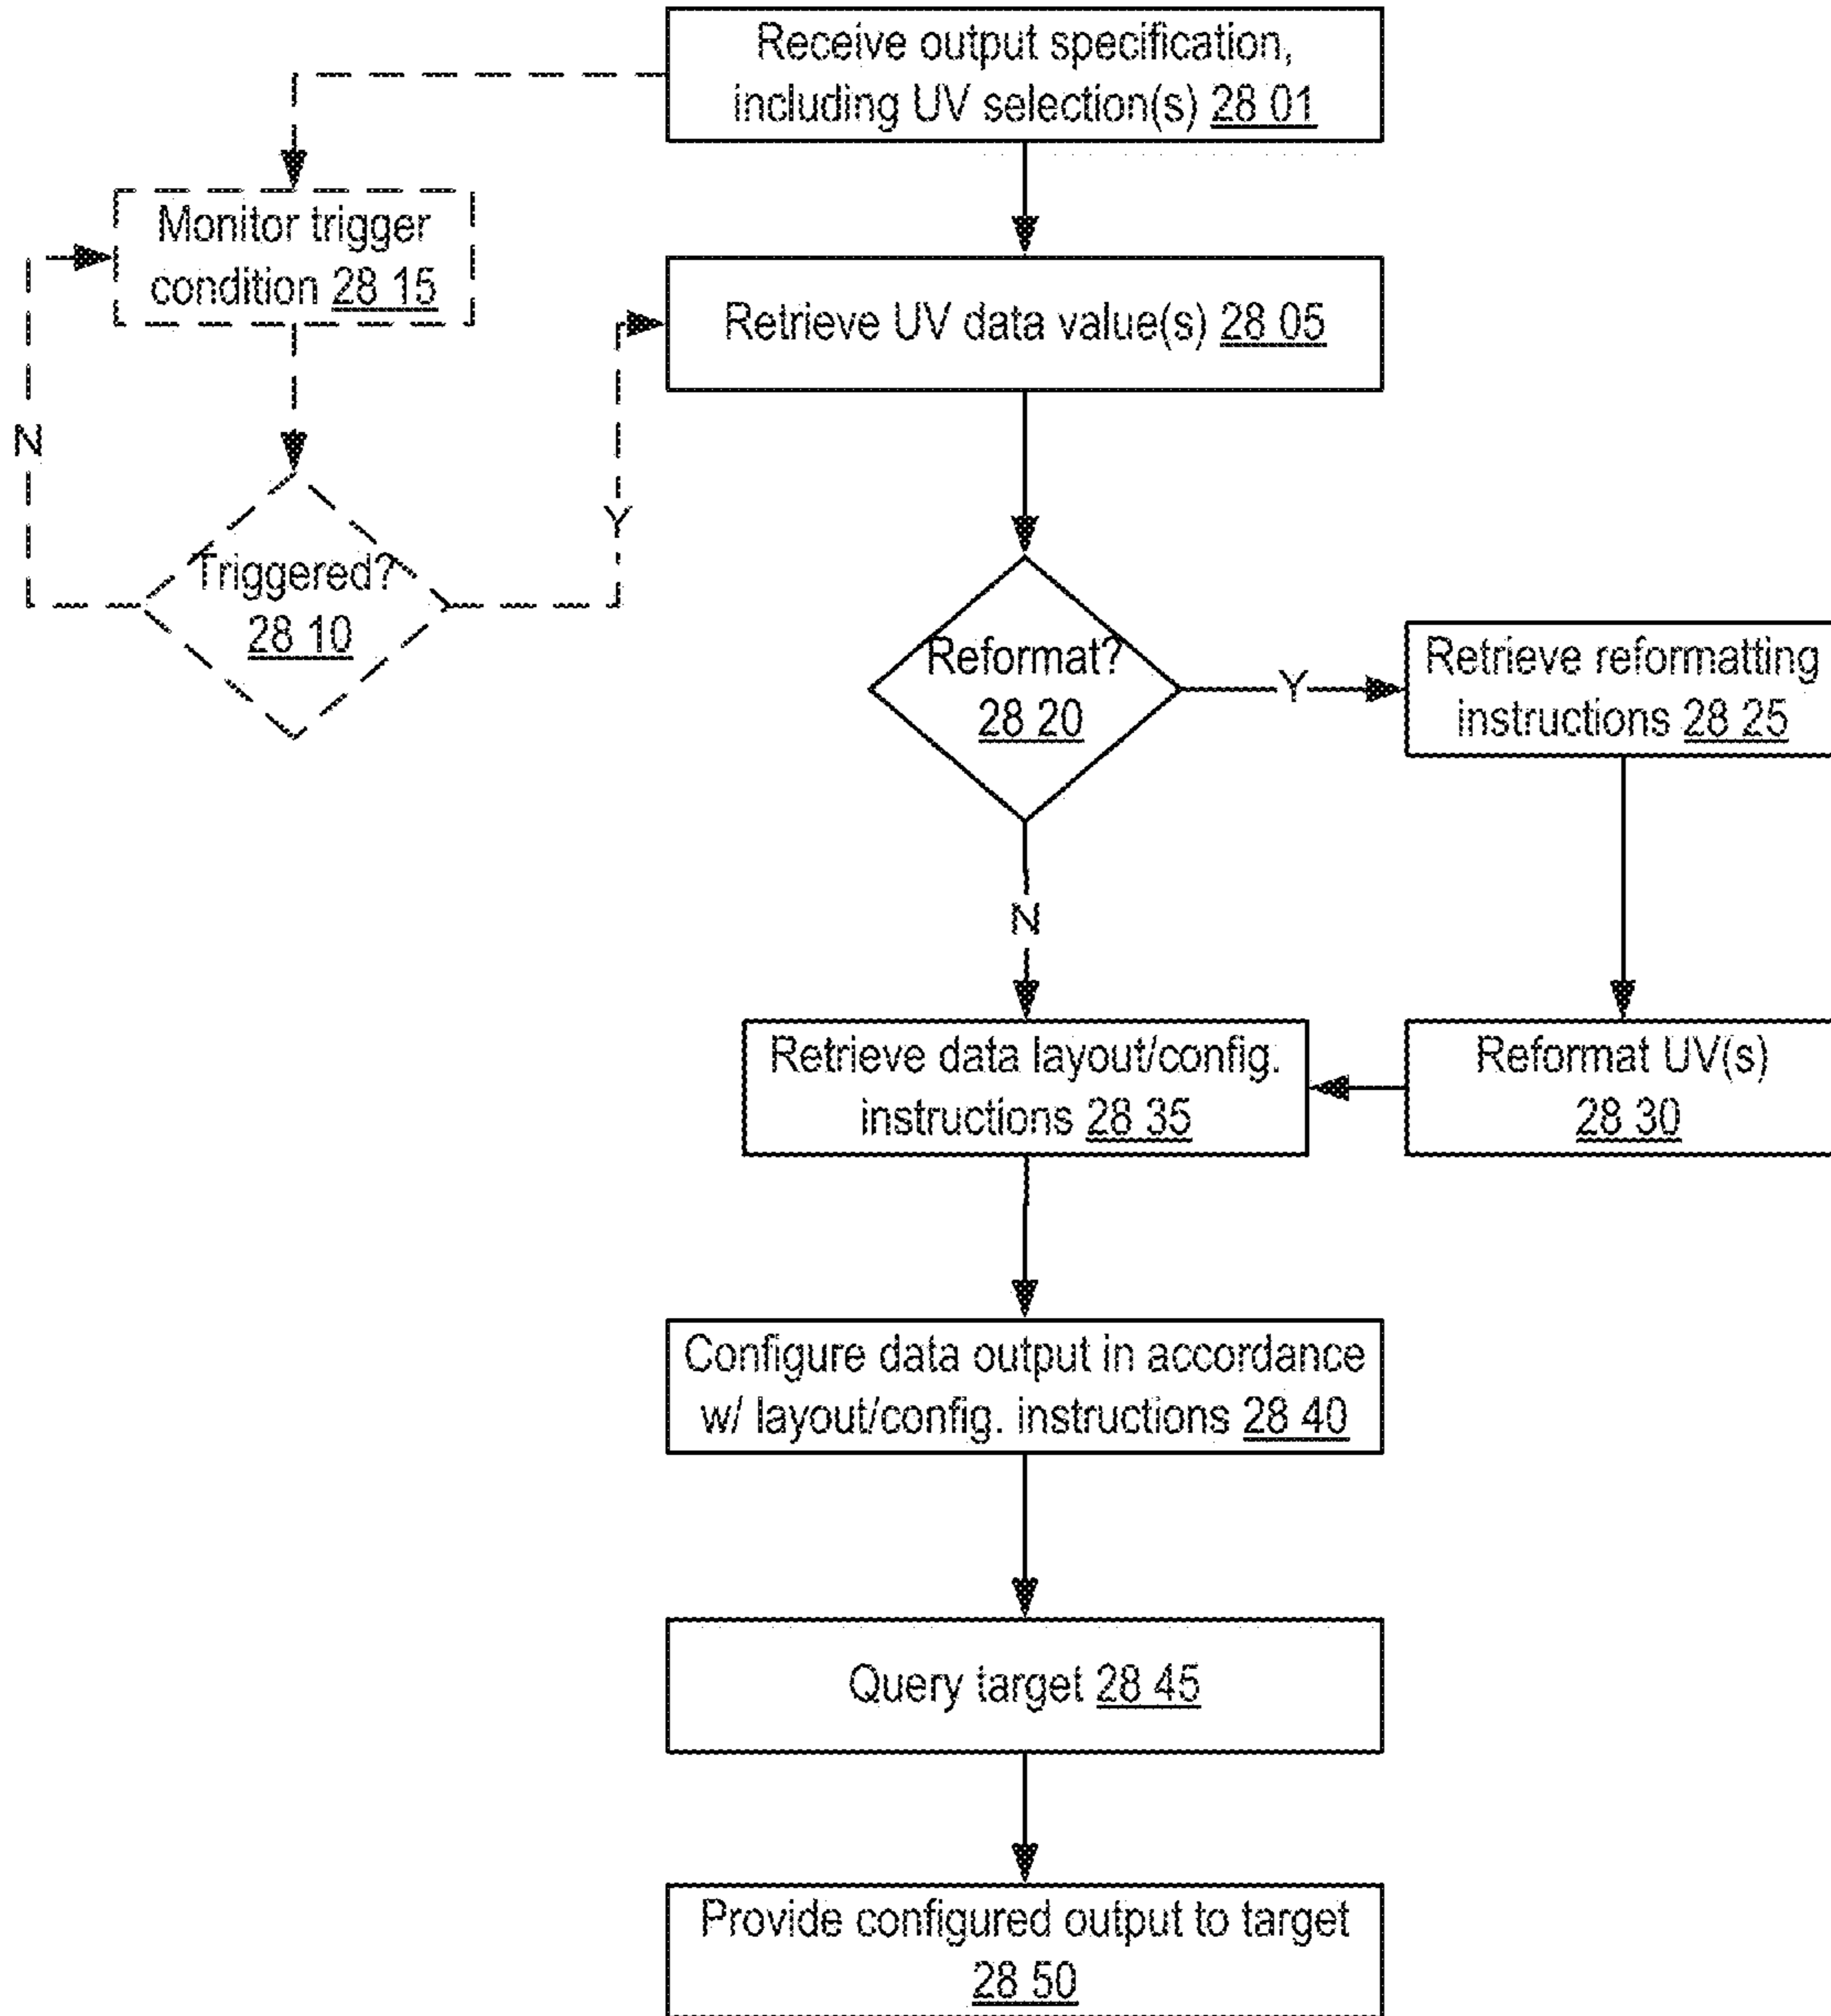 Receive output specification,
including UV selection(s) 28 01
Monitor trigger
condition 28 15
Retrieve UV data value(s) 28 05
N
Y
Triggered?
28 10
Reformat?
28 20
Y
Retrieve reformatting
instructions 28 25
N
Retrieve data layout/config.
instructions 28 35
Reformat UV(s)
28 30
Configure data output in accordance
w/ layout/config. instructions 28 40
Query target 28 45
Provide configured output to target
28 50